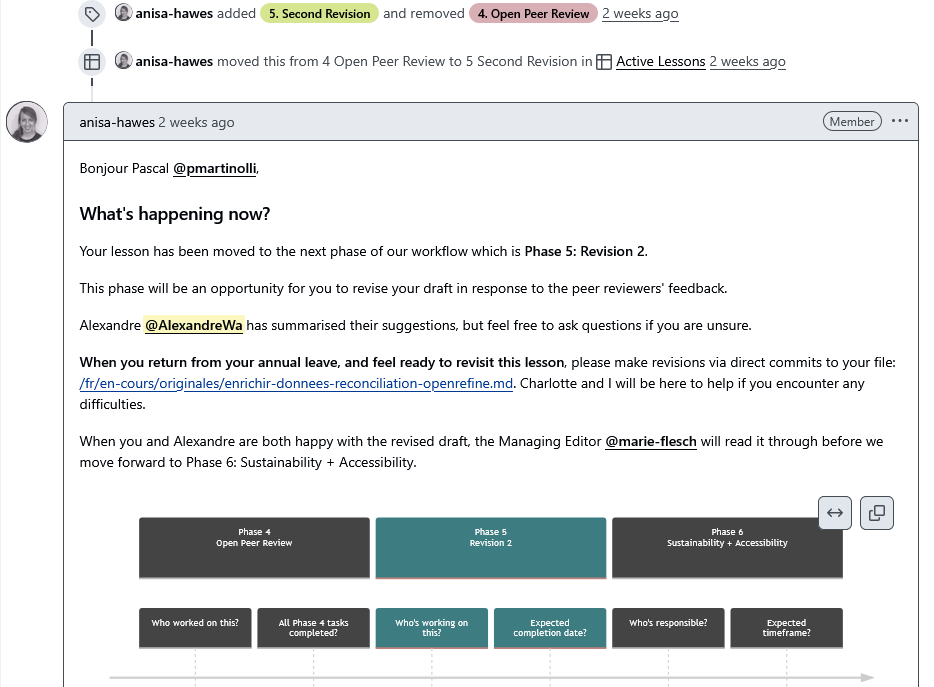 anisa-hawes added 5. Second Revision and removed 4. Open Peer Review 2 weeks ago
anisa-hawes moved this from 4 Open Peer Review to 5 Second Revision in Active Lessons 2 weeks ago
anisa-hawes 2 weeks ago
Member
Bonjour Pascal @pmartinolli,
What's happening now?
Your lesson has been moved to the next phase of our workflow which is Phase 5: Revision 2.
This phase will be an opportunity for you to revise your draft in response to the peer reviewers' feedback.
Alexandre @AlexandreWa has summarised their suggestions, but feel free to ask questions if you are unsure.
When you return from your annual leave, and feel ready to revisit this lesson, please make revisions via direct commits to your file:
/fr/en-cours/originales/enrichir-donnees-reconciliation-openrefine.md. Charlotte and I will be here to help if you encounter any
difficulties.
When you and Alexandre are both happy with the revised draft, the Managing Editor @marie-flesch will read it through before we
move forward to Phase 6: Sustainability + Accessibility.
Phase 4
Open Peer Review
Phase 5
Revision 2
Phase 6
Sustainability + Accessibility
Who worked on this?
All Phase 4 tasks
completed?
Who's working on
this?
Expected
completion date?
Who's responsible?
Expected
timeframe?